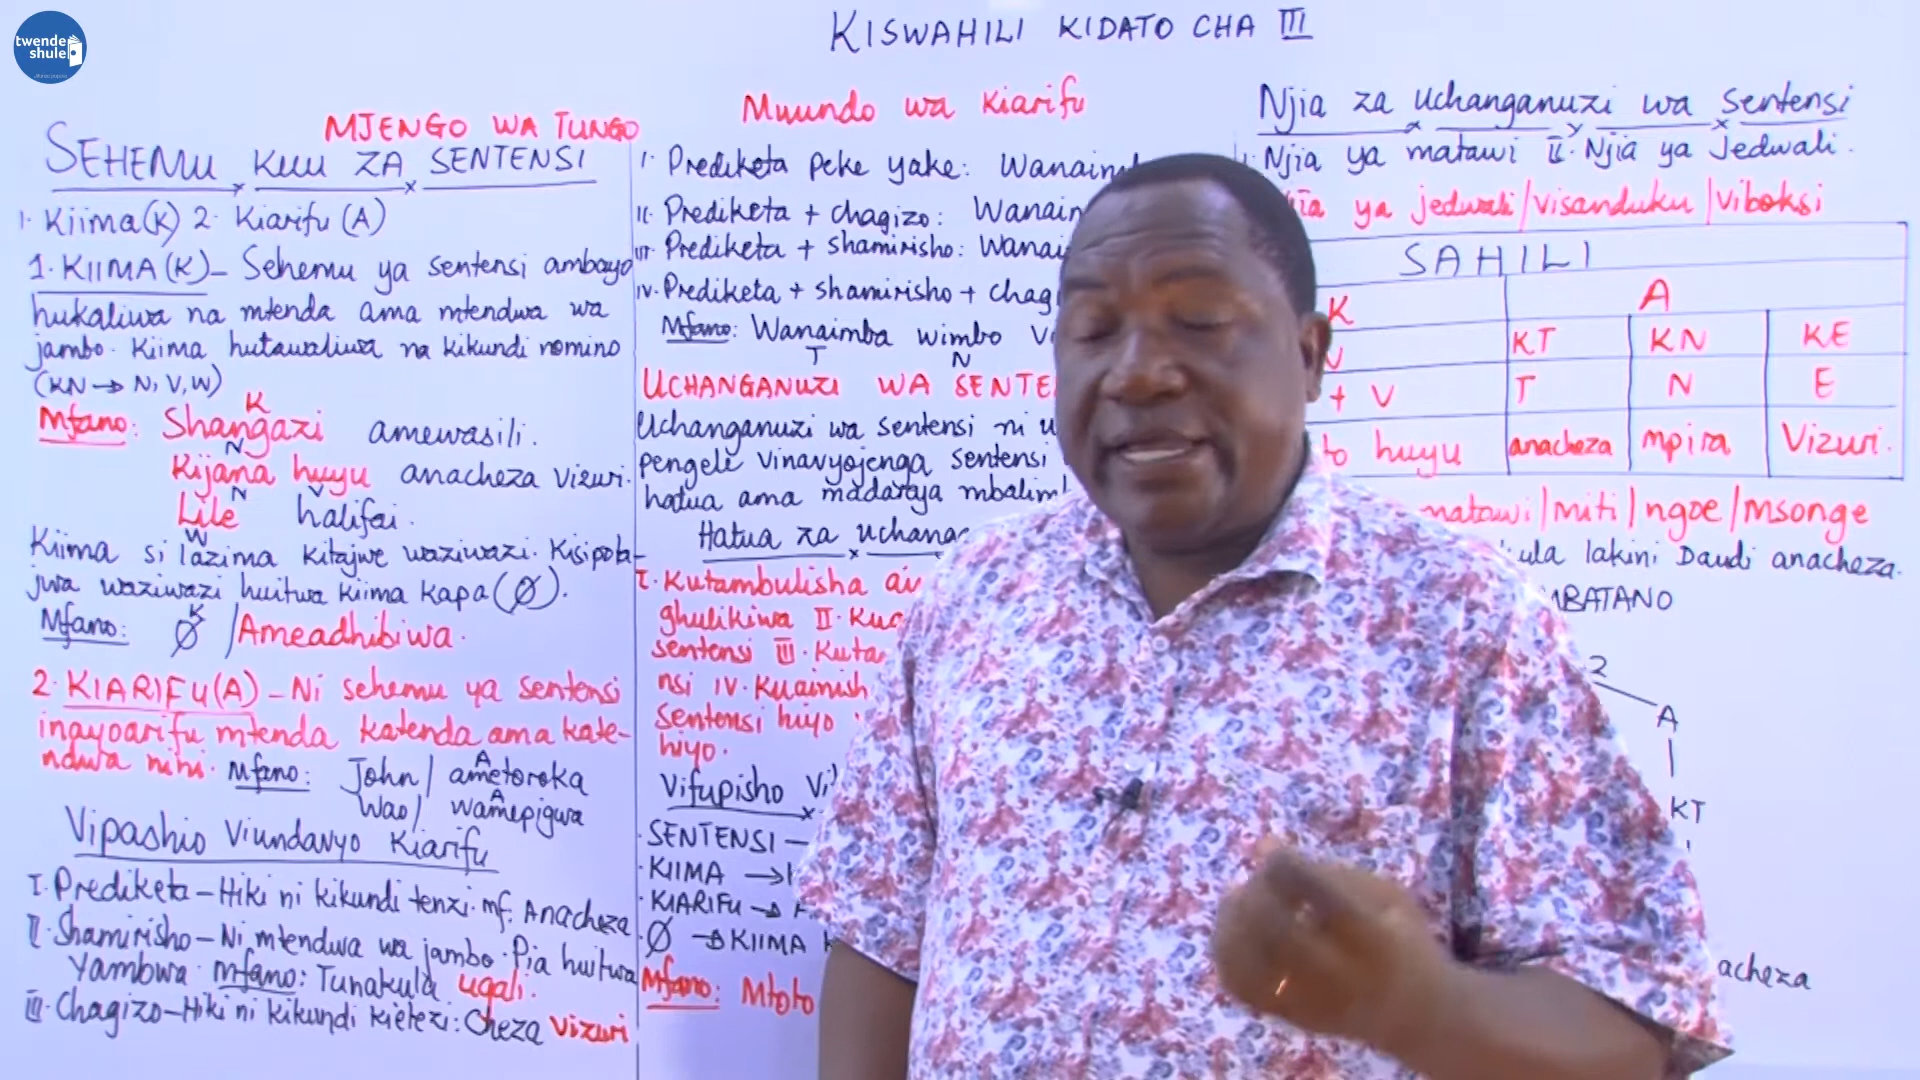 twende
shule
KISWAHILI KIDATO CHA III
MJENGO WA TUNGO
SEHEMU KUU ZA SENTENSI
1. Kiima(K) 2. Kiarifu (A)
1. KIIMA (K) - Sehemu ya sentensi ambayo
hukaliwa na mtenda ama mtendwa wa
jambo. Kiima hutawaliwa na kikundi nomino
(KN → N, V, W)
K
Mfano: Shangazi amewasili.
N
Kijana huyu anacheza vizuri.
N V
Lile halifai.
W
Kiima si lazima kitajwe waziwazi. Kisipota-
jwa waziwazi huitwa kiima kapa (Ø).
K
Mfano: Ø /Ameadhibiwa.
2. KIARIFU(A) - Ni sehemu ya sentensi
inayoarifu mtenda katenda ama kate-
ndwa nini. Mfano: John / ametoroka
A
Wao / wamepigwa
A
Vipashio Viundavyo Kiarifu
I. Prediketa - Hiki ni kikundi tenzi. mf. Anacheza
II. Shamirisho - Ni mtendwa wa jambo. Pia huitwa
Yambwa. mfano: Tunakula ugali.
III. Chagizo - Hiki ni kikundi kielezi: Cheza vizuri
Muundo wa Kiarifu
I. Prediketa peke yake:
II. Prediketa + chagizo:
III. Prediketa + shamirisho:
IV. Prediketa + shamirisho +
Mfano: Wanaimba wimbo
T N
UCHANGANUZI WA
Uchanganuzi wa sentensi ni
pengele vinavyojenga sentensi
hatua ama madaraja
Hatua za
I. Kutambulisha
ghulikiwa II.
sentensi III.
IV.
sentensi hiyo
hiyo.
Vifupisho
SENTENSI -
KIIMA →
KIARIFU →
Ø → KIIMA
Mfano: Mtoto
Njia za Uchanganuzi wa Sentensi
Njia ya matawi II. Njia ya Jedwali.
ya jedwali/visanduku/viboksi
SAHILI
K A
KT KN KE
+ V T N E
huyu anacheza mpira Vizuri.
matawi/miti/ngoe/msonge
lakini Daudi anacheza.
2
A
KT